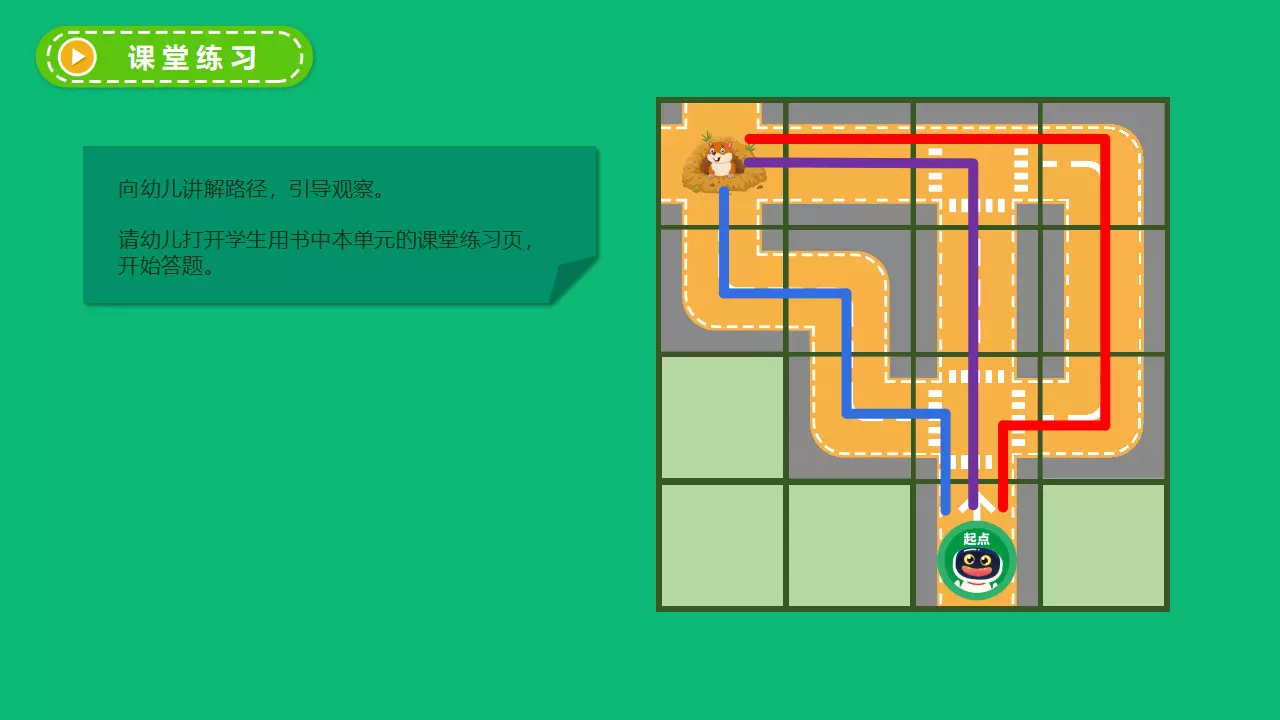 课堂练习
向幼儿讲解路径，引导观察。
请幼儿打开学生用书中本单元的课堂练习页，
开始答题。
起点